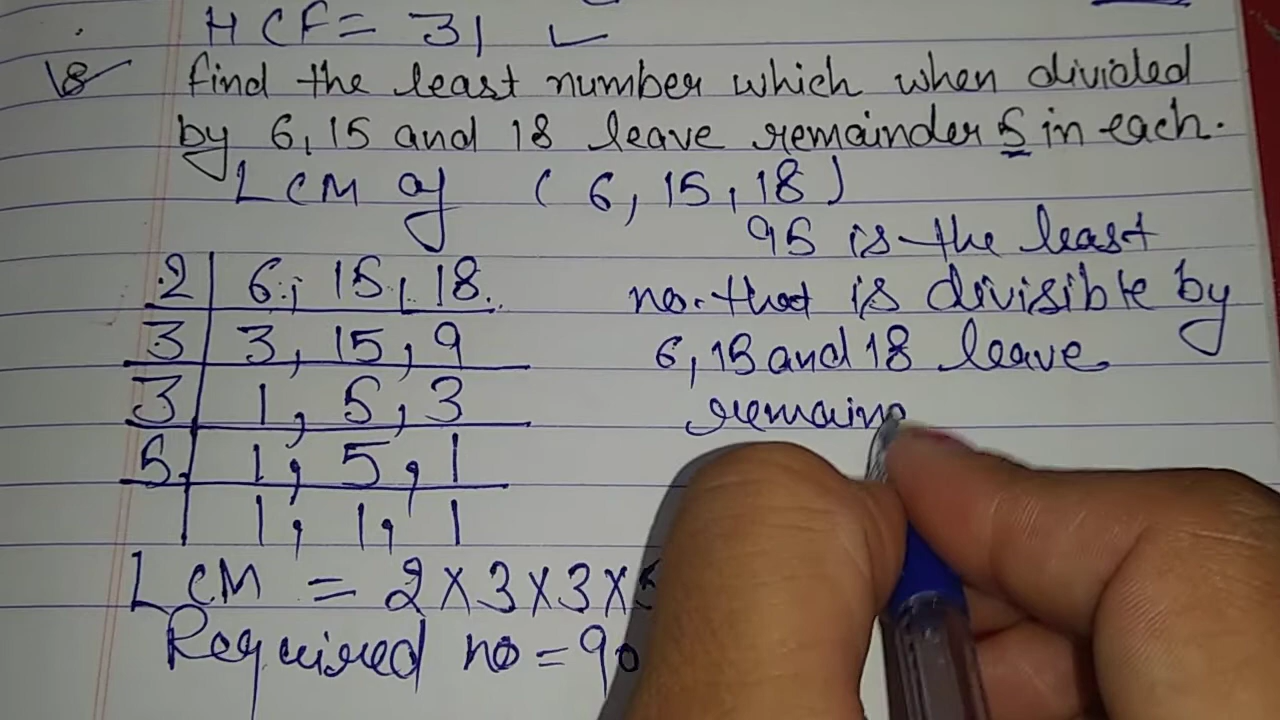 HCF = 31
18 find the least number which when divided
by 6, 15 and 18 leave remainder 5 in each.
LCM of (6, 15, 18)
2 | 6, 15, 18
3 | 3, 15, 9
3 | 1, 5, 3
5 | 1, 5, 1
1, 1, 1
LCM = 2×3×3×5
Required no = 90
95 is the least
no. that is divisible by
6, 15 and 18 leave
remain